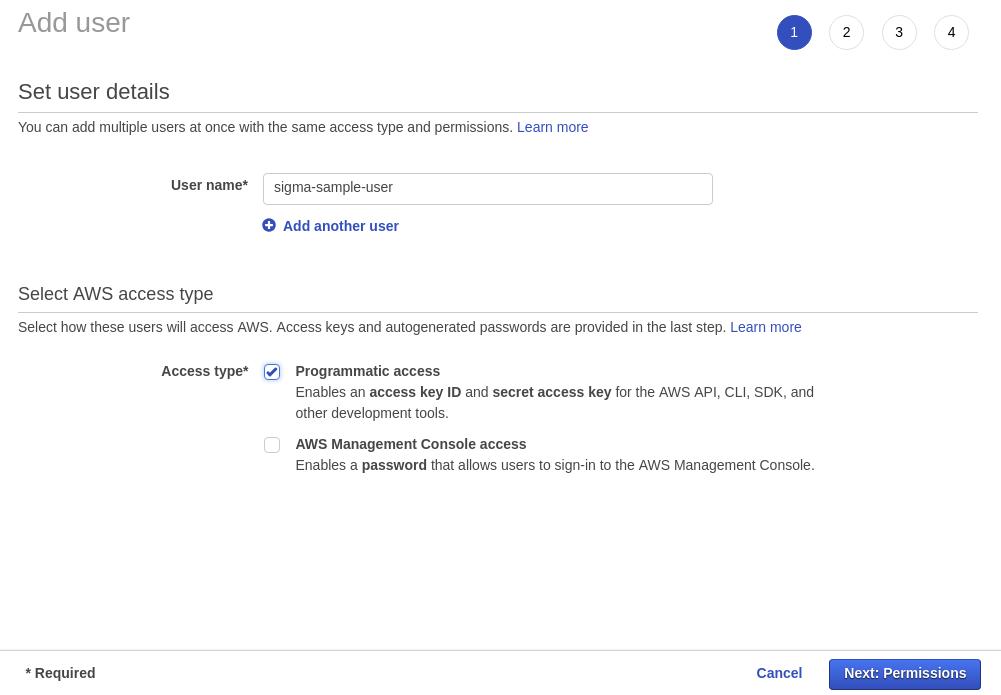 Add user
1 2 3 4
Set user details
You can add multiple users at once with the same access type and permissions. Learn more
User name* sigma-sample-user
Add another user
Select AWS access type
Select how these users will access AWS. Access keys and autogenerated passwords are provided in the last step. Learn more
Access type* Programmatic access
Enables an access key ID and secret access key for the AWS API, CLI, SDK, and
other development tools.
AWS Management Console access
Enables a password that allows users to sign-in to the AWS Management Console.
* Required Cancel Next: Permissions